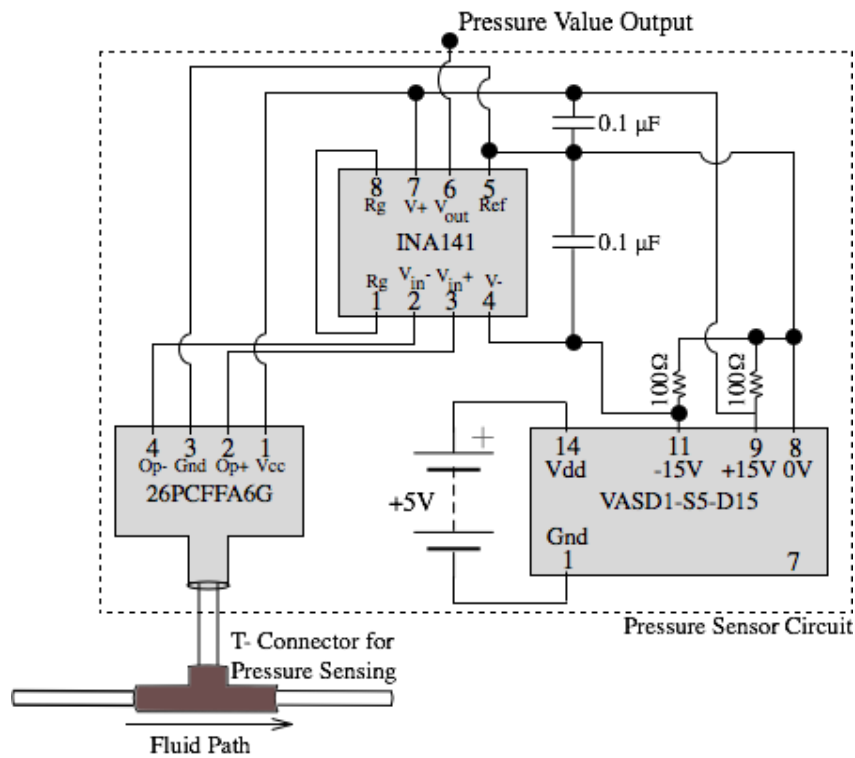 Pressure Value Output
0.1 µF
8 7 6 5
Rg V+ Vout Ref
INA141
0.1 µF
Rg Vin- Vin+ V-
1 2 3 4
100Ω 100Ω
4 3 2 1
Op- Gnd Op+ Vcc
26PCFFA6G
+
14 11 9 8
Vdd -15V +15V 0V
+5V
VASD1-S5-D15
Gnd
1 7
Pressure Sensor Circuit
T- Connector for
Pressure Sensing
Fluid Path